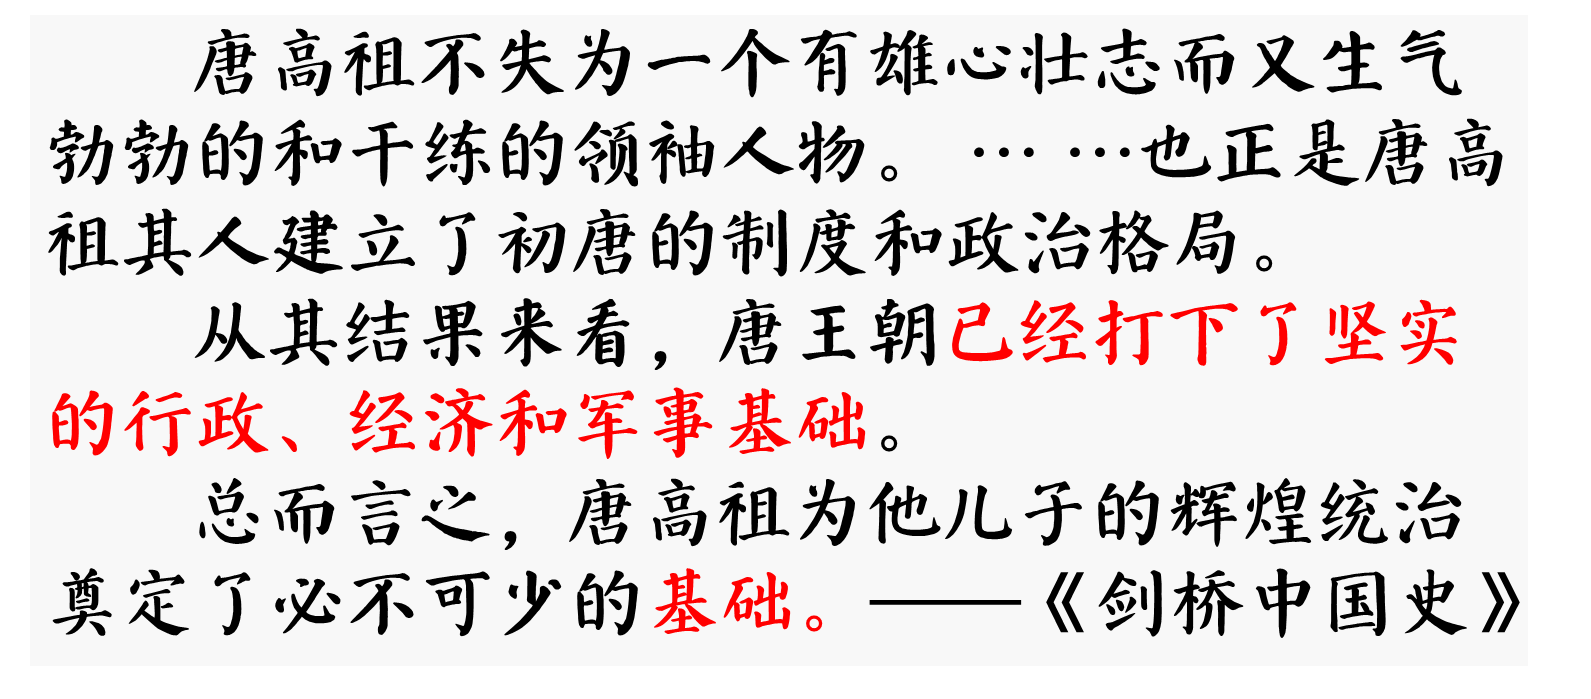 唐高祖不失为一个有雄心壮志而又生气
勃勃的和干练的领袖人物。……也正是唐高
祖其人建立了初唐的制度和政治格局。
从其结果来看，唐王朝已经打下了坚实
的行政、经济和军事基础。
总而言之，唐高祖为他儿子的辉煌统治
奠定了必不可少的基础。——《剑桥中国史》